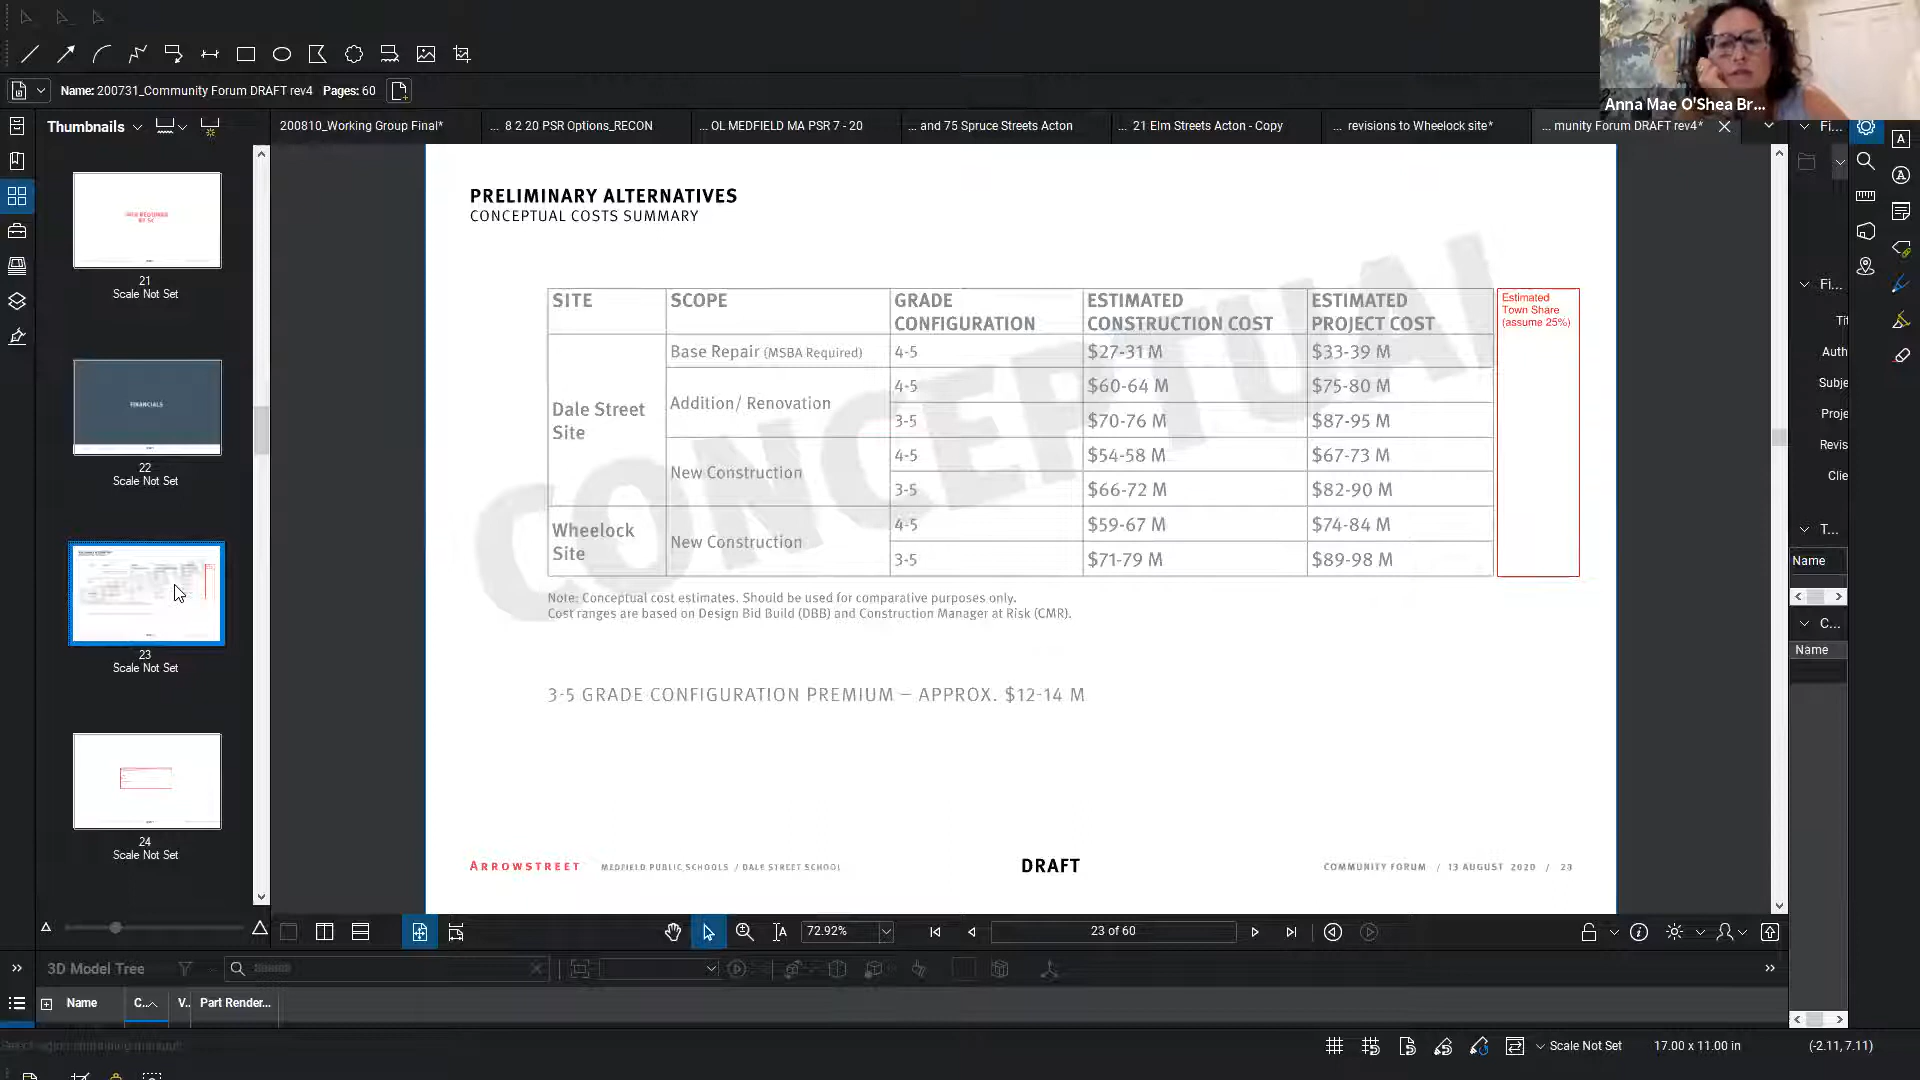 Anna Mae O'Shea Br...
Name: 200731_Community Forum DRAFT rev4 Pages: 60
Thumbnails
200810_Working Group Final*
... 8 2 20 PSR Options_RECON
... OL MEDFIELD MA PSR 7 - 20
... and 75 Spruce Streets Acton
... 21 Elm Streets Acton - Copy
... revisions to Wheelock site*
... munity Forum DRAFT rev4*
Fi...
21
Scale Not Set
FINANCIALS
22
Scale Not Set
23
Scale Not Set
24
Scale Not Set
PRELIMINARY ALTERNATIVES
CONCEPTUAL COSTS SUMMARY
CONCEPTUAL
SITE SCOPE GRADE CONFIGURATION ESTIMATED CONSTRUCTION COST ESTIMATED PROJECT COST
Estimated
Town Share
(assume 25%)
Dale Street Site
Base Repair (MSBA Required) 4-5 $27-31 M $33-39 M
Addition/ Renovation 4-5 $60-64 M $75-80 M
3-5 $70-76 M $87-95 M
New Construction 4-5 $54-58 M $67-73 M
3-5 $66-72 M $82-90 M
Wheelock Site
New Construction 4-5 $59-67 M $74-84 M
3-5 $71-79 M $89-98 M
Note: Conceptual cost estimates. Should be used for comparative purposes only.
Cost ranges are based on Design Bid Build (DBB) and Construction Manager at Risk (CMR).
3-5 GRADE CONFIGURATION PREMIUM – APPROX. $12-14 M
ARROWSTREET MEDFIELD PUBLIC SCHOOLS / DALE STREET SCHOOL DRAFT COMMUNITY FORUM / 13 AUGUST 2020 / 23
Fi...
Tit
Auth
Subje
Proje
Revis
Clie
T...
Name
C...
Name
72.92%
23 of 60
3D Model Tree
Name C... V.. Part Render...
Scale Not Set 17.00 x 11.00 in (-2.11, 7.11)